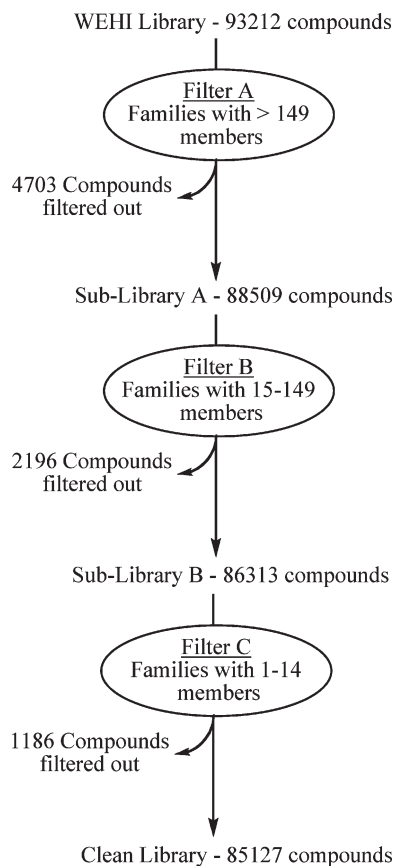 WEHI Library - 93212 compounds
Filter A
Families with > 149
members
4703 Compounds
filtered out
Sub-Library A - 88509 compounds
Filter B
Families with 15-149
members
2196 Compounds
filtered out
Sub-Library B - 86313 compounds
Filter C
Families with 1-14
members
1186 Compounds
filtered out
Clean Library - 85127 compounds